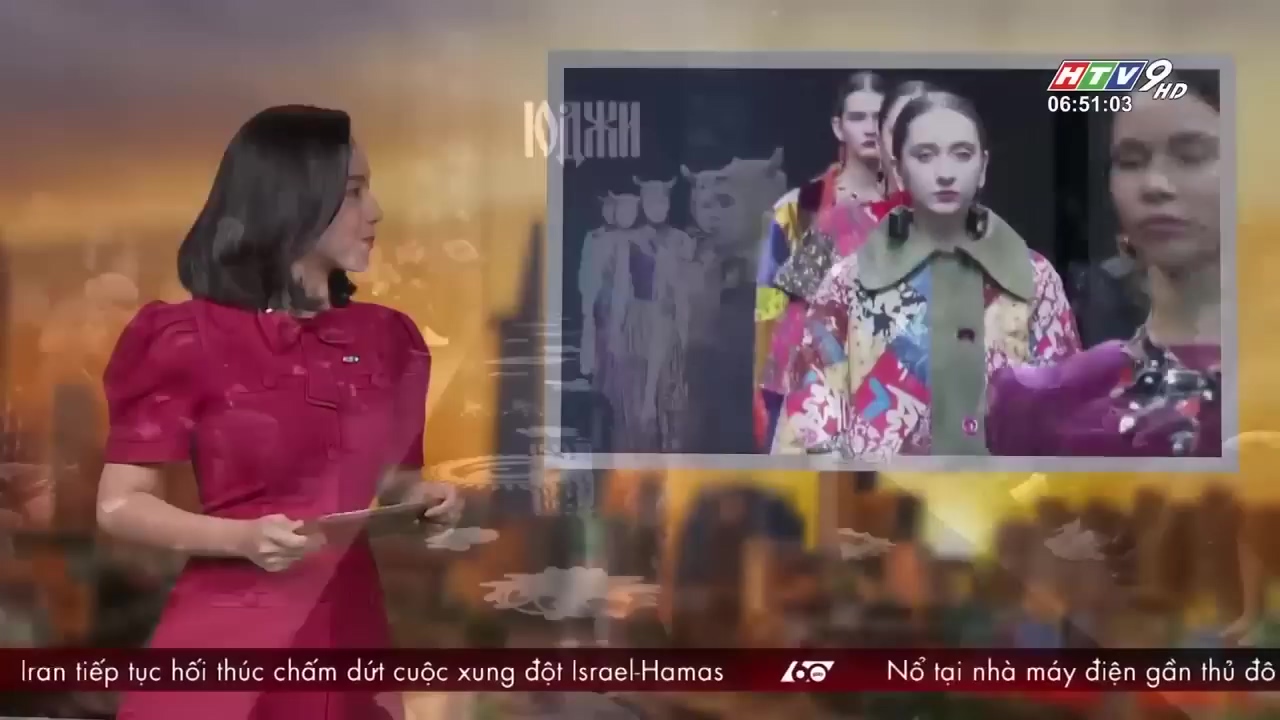 HTV9 HD
06:51:03
ЮДЖИ
Iran tiếp tục hối thúc chấm dứt cuộc xung đột Israel-Hamas
60
Nổ tại nhà máy điện gần thủ đô